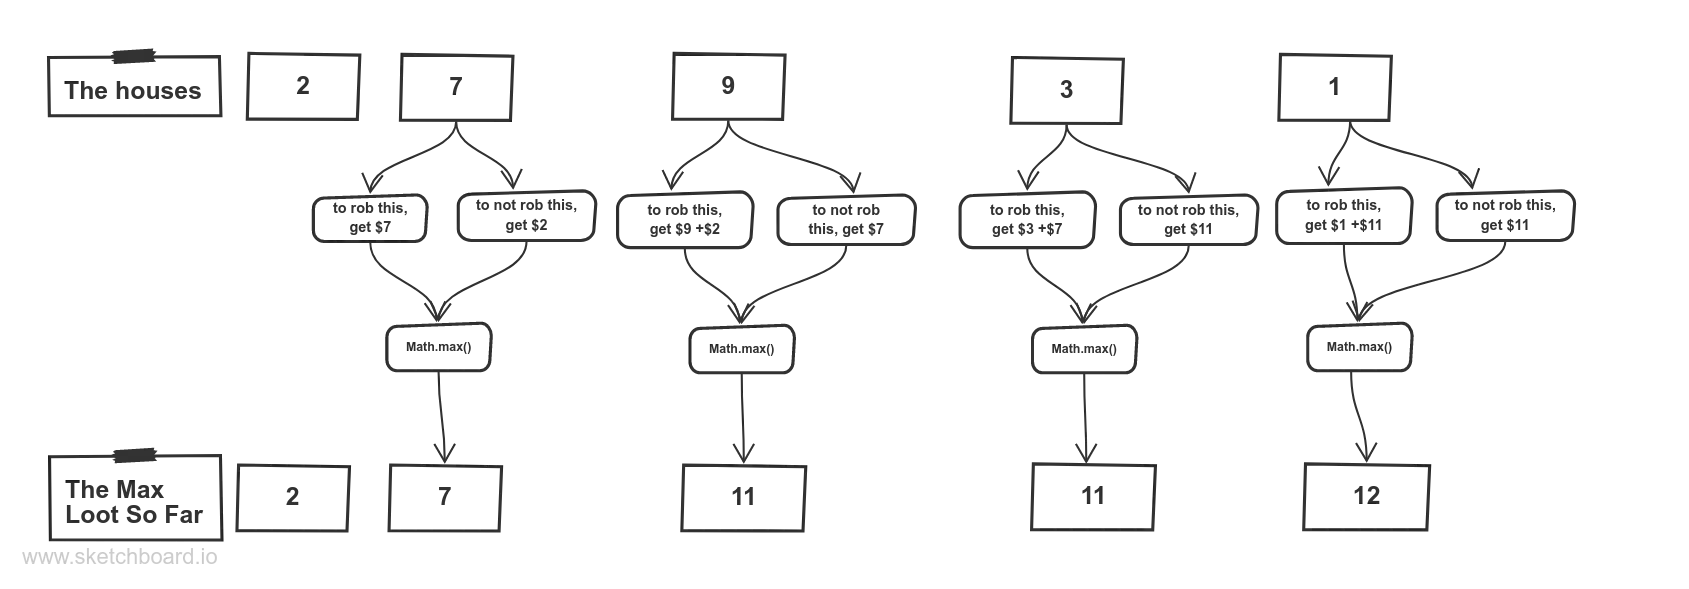 The houses
2
7
9
3
1
to rob this,
get $7
to not rob this,
get $2
to rob this,
get $9 +$2
to not rob
this, get $7
to rob this,
get $3 +$7
to not rob this,
get $11
to rob this,
get $1 +$11
to not rob this,
get $11
Math.max()
Math.max()
Math.max()
Math.max()
The Max
Loot So Far
2
7
11
11
12
www.sketchboard.io